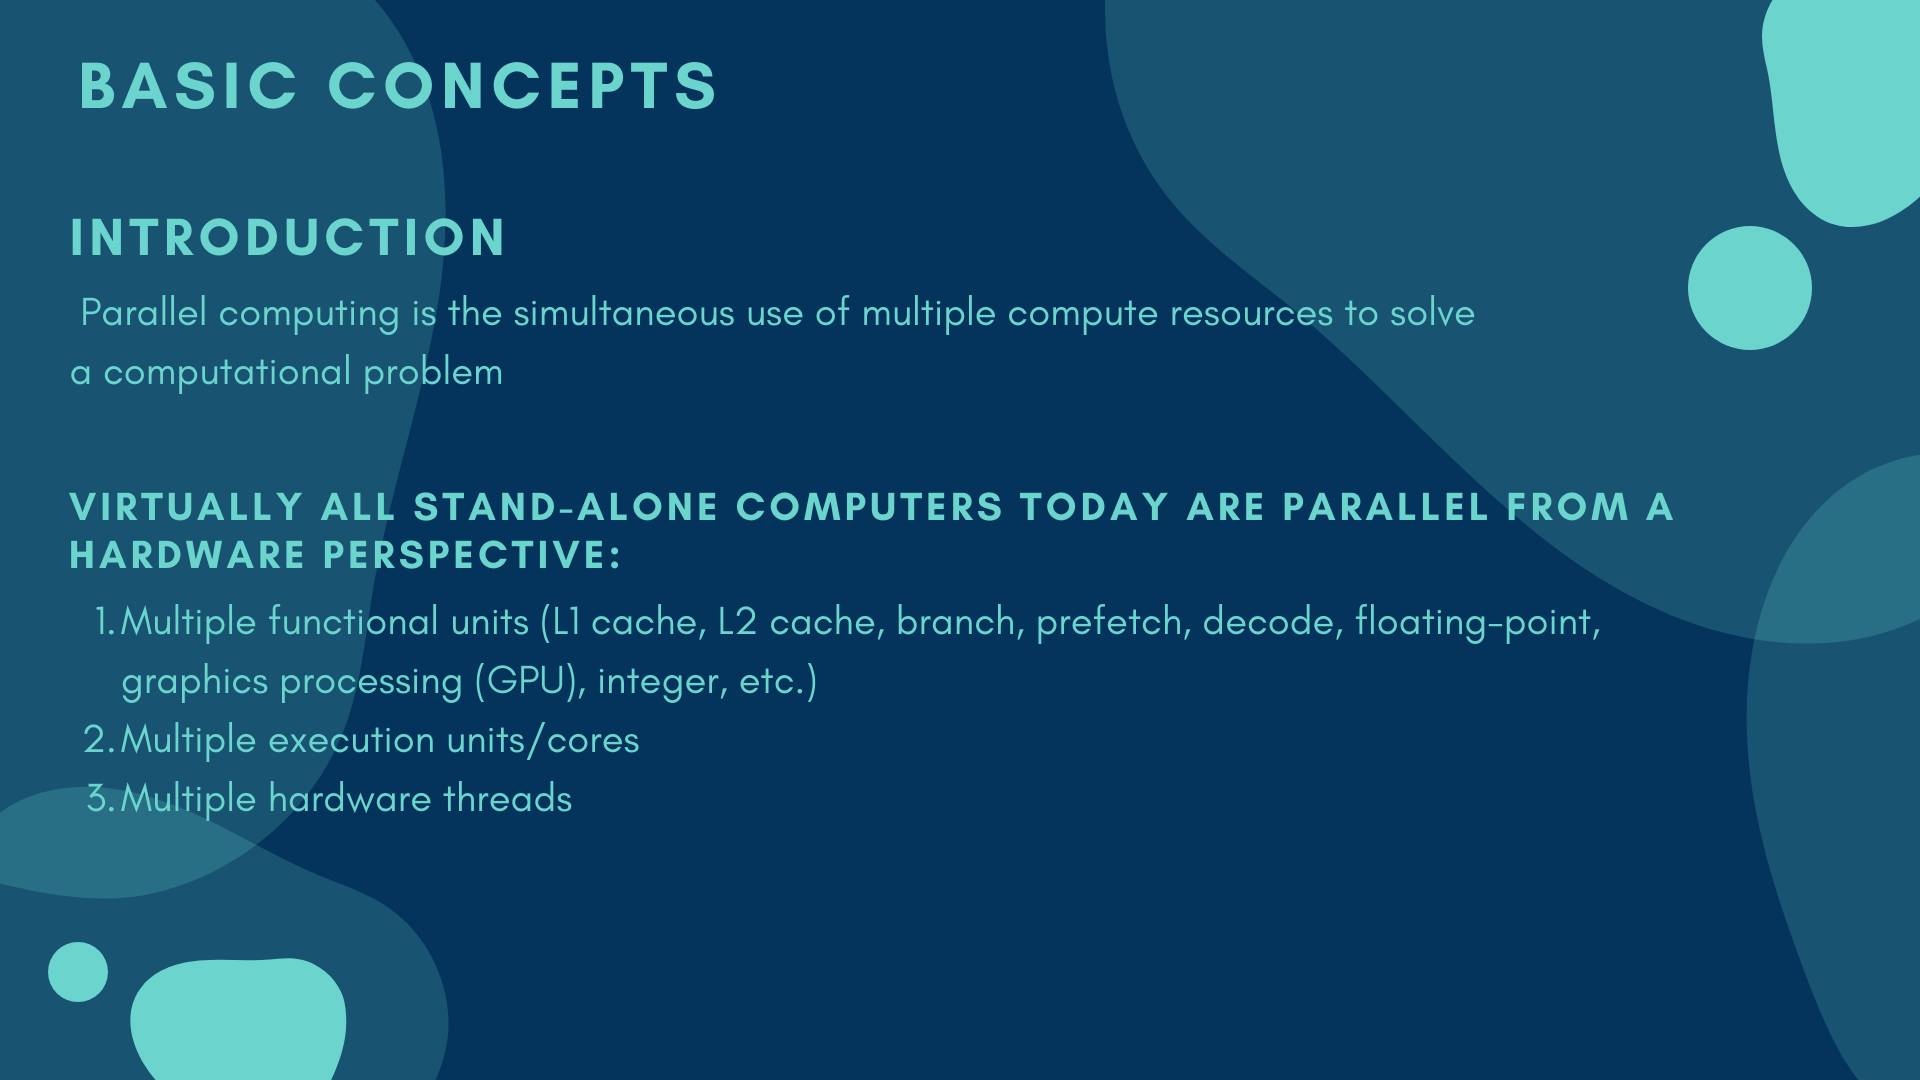 BASIC CONCEPTS
INTRODUCTION
Parallel computing is the simultaneous use of multiple compute resources to solve
a computational problem
VIRTUALLY ALL STAND-ALONE COMPUTERS TODAY ARE PARALLEL FROM A
HARDWARE PERSPECTIVE:
1. Multiple functional units (L1 cache, L2 cache, branch, prefetch, decode, floating-point,
graphics processing (GPU), integer, etc.)
2. Multiple execution units/cores
3. Multiple hardware threads